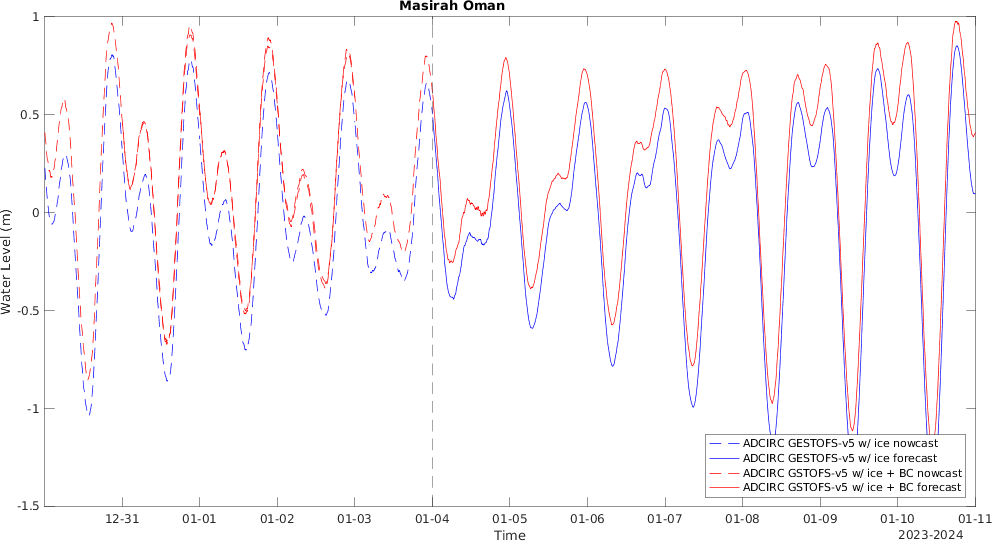 Masirah Oman
1
0.5
0
-0.5
-1
-1.5
Water Level (m)
ADCIRC GESTOFS-v5 w/ ice nowcast
ADCIRC GESTOFS-v5 w/ ice forecast
ADCIRC GSTOFS-v5 w/ ice + BC nowcast
ADCIRC GSTOFS-v5 w/ ice + BC forecast
12-31 01-01 01-02 01-03 01-04 01-05 01-06 01-07 01-08 01-09 01-10 01-11
Time
2023-2024